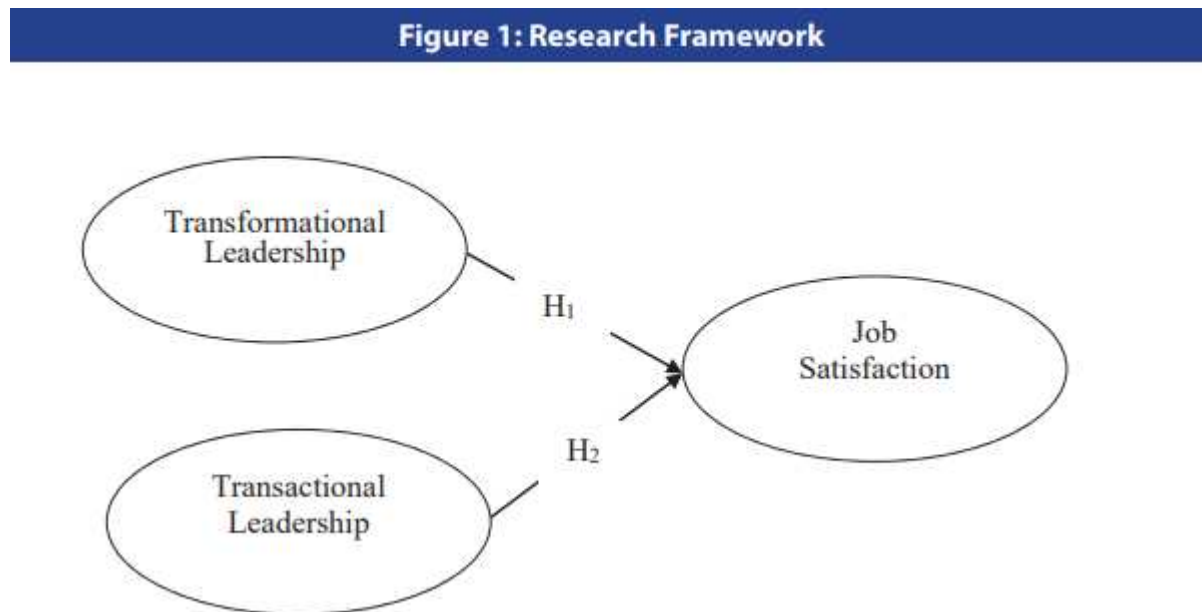 Figure 1: Research Framework
Transformational
Leadership
H₁
Job
Satisfaction
H₂
Transactional
Leadership